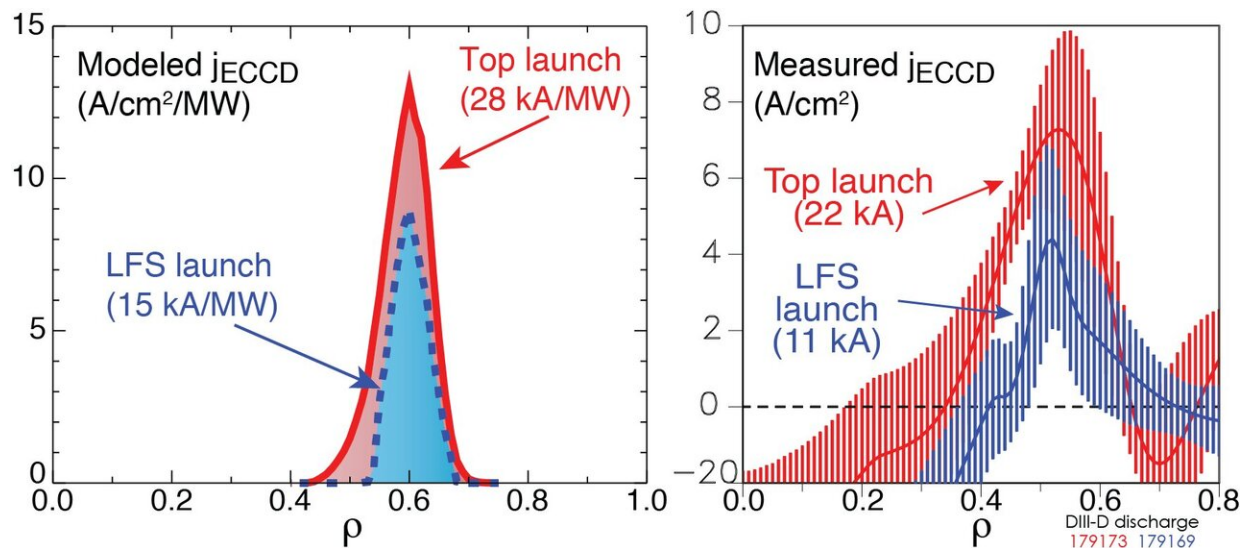 15
10
5
0
Modeled jECCD
(A/cm²/MW)
Top launch
(28 kA/MW)
LFS launch
(15 kA/MW)
0.0
0.2
0.4
0.6
0.8
1.0
ρ
10
8
6
4
2
0
−20
Measured jECCD
(A/cm²)
Top launch
(22 kA)
LFS
launch
(11 kA)
0.0
0.2
0.4
0.6
0.8
ρ
DIII-D discharge
179173 179169